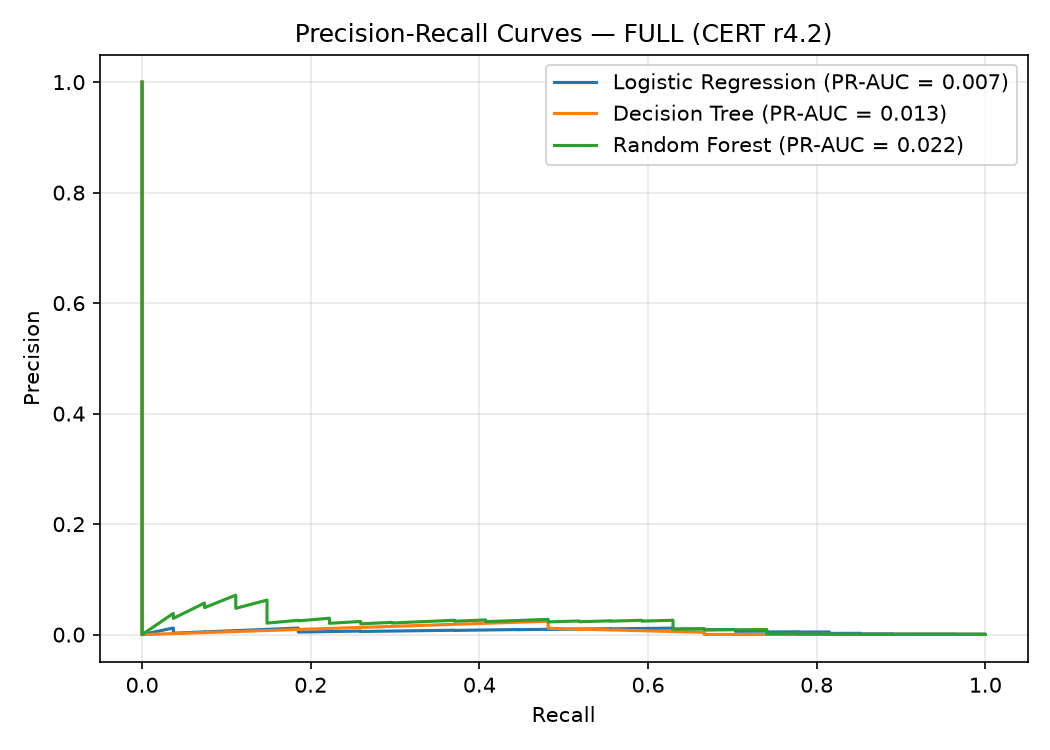 Precision-Recall Curves — FULL (CERT r4.2)
Logistic Regression (PR-AUC = 0.007)
Decision Tree (PR-AUC = 0.013)
Random Forest (PR-AUC = 0.022)
Precision
1.0
0.8
0.6
0.4
0.2
0.0
0.0 0.2 0.4 0.6 0.8 1.0
Recall